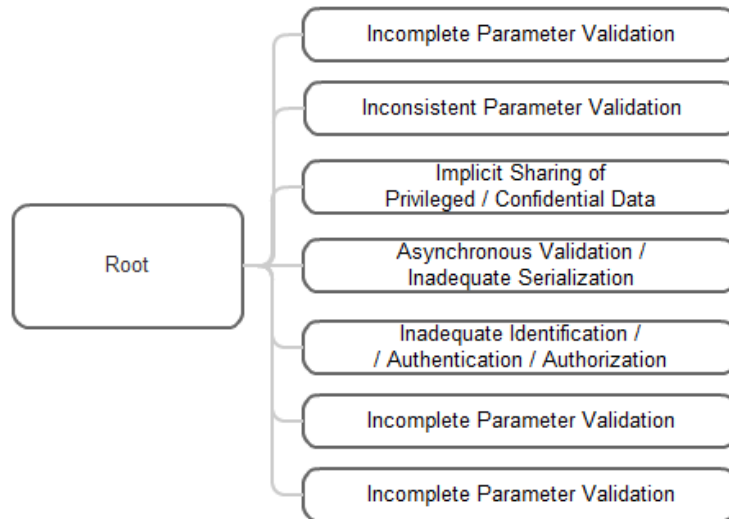 Incomplete Parameter Validation
Inconsistent Parameter Validation
Implicit Sharing of
Privileged / Confidential Data
Root
Asynchronous Validation /
Inadequate Serialization
Inadequate Identification /
/ Authentication / Authorization
Incomplete Parameter Validation
Incomplete Parameter Validation